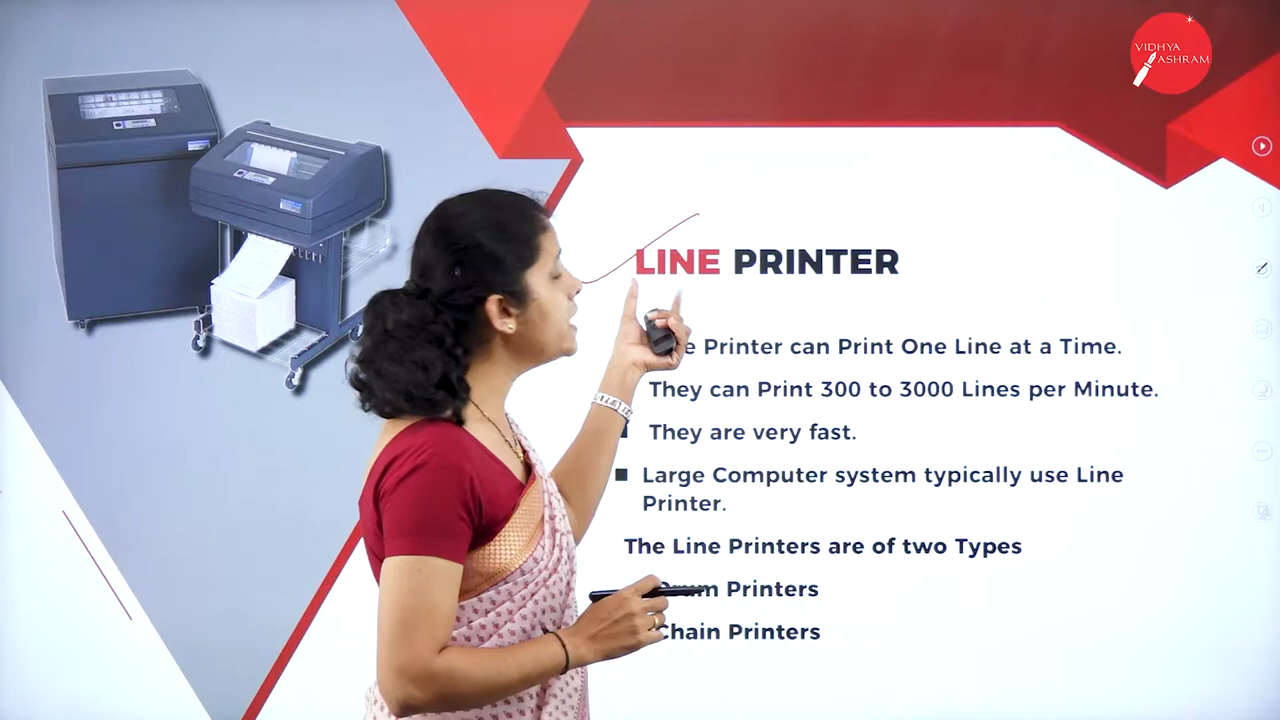 VIDHYA
ASHRAM
LINE PRINTER
Printer can Print One Line at a Time.
They can Print 300 to 3000 Lines per Minute.
They are very fast.
Large Computer system typically use Line
Printer.
The Line Printers are of two Types
Drum Printers
Chain Printers